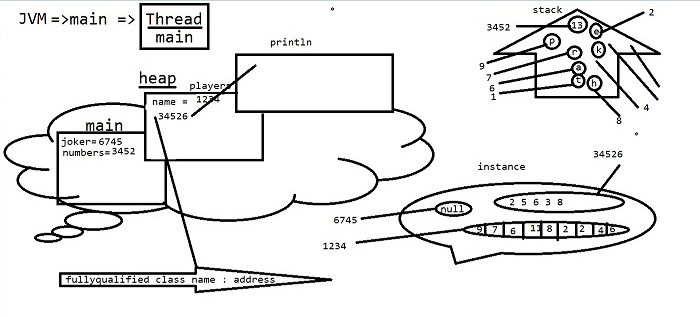 JVM =>main => Thread
main
println
heap
players
name = 1234
34526
main
joker=6745
numbers=3452
fullyqualified class name : address
stack
2
3452
13
e
p
k
r
9
a
7
6
t
h
1
4
8
instance
34526
2 5 6 3 8
null
6745
9 7 6 11 8 2 2 4 6
1234